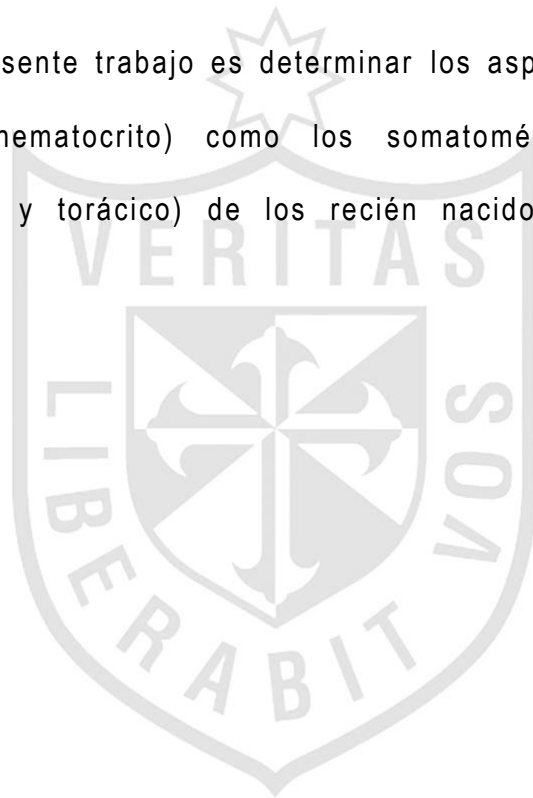 sente trabajo es determinar los asp
hematocrito) como los somatomé
y torácico) de los recién nacido
VERITAS
LIBERABIT
VOS